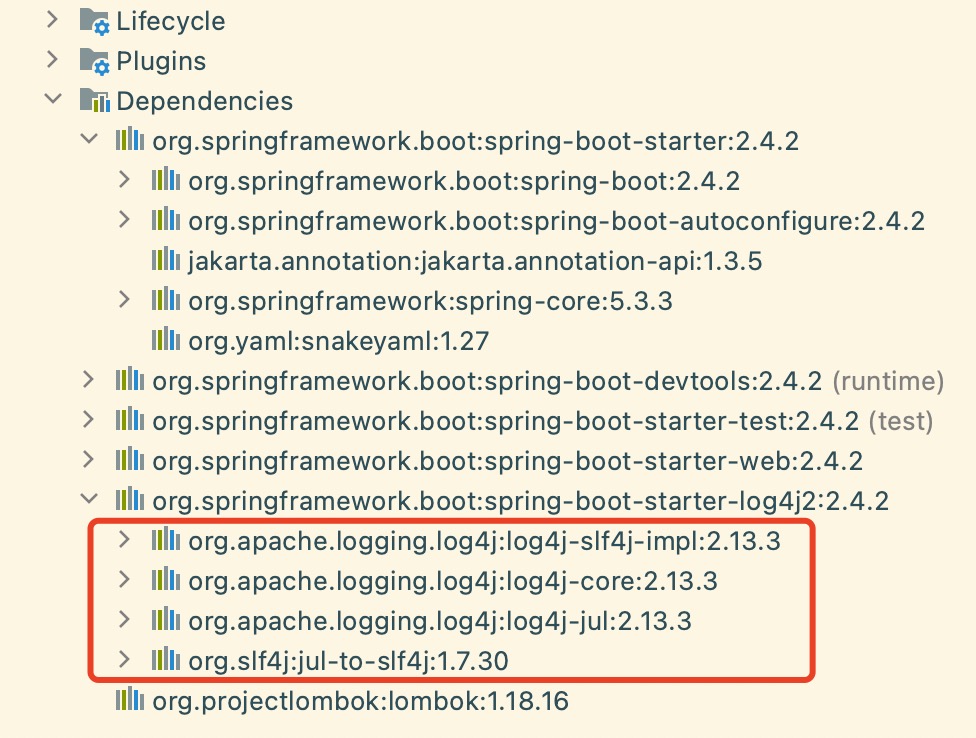 Lifecycle
Plugins
Dependencies
org.springframework.boot:spring-boot-starter:2.4.2
org.springframework.boot:spring-boot:2.4.2
org.springframework.boot:spring-boot-autoconfigure:2.4.2
jakarta.annotation:jakarta.annotation-api:1.3.5
org.springframework:spring-core:5.3.3
org.yaml:snakeyaml:1.27
org.springframework.boot:spring-boot-devtools:2.4.2 (runtime)
org.springframework.boot:spring-boot-starter-test:2.4.2 (test)
org.springframework.boot:spring-boot-starter-web:2.4.2
org.springframework.boot:spring-boot-starter-log4j2:2.4.2
org.apache.logging.log4j:log4j-slf4j-impl:2.13.3
org.apache.logging.log4j:log4j-core:2.13.3
org.apache.logging.log4j:log4j-jul:2.13.3
org.slf4j:jul-to-slf4j:1.7.30
org.projectlombok:lombok:1.18.16